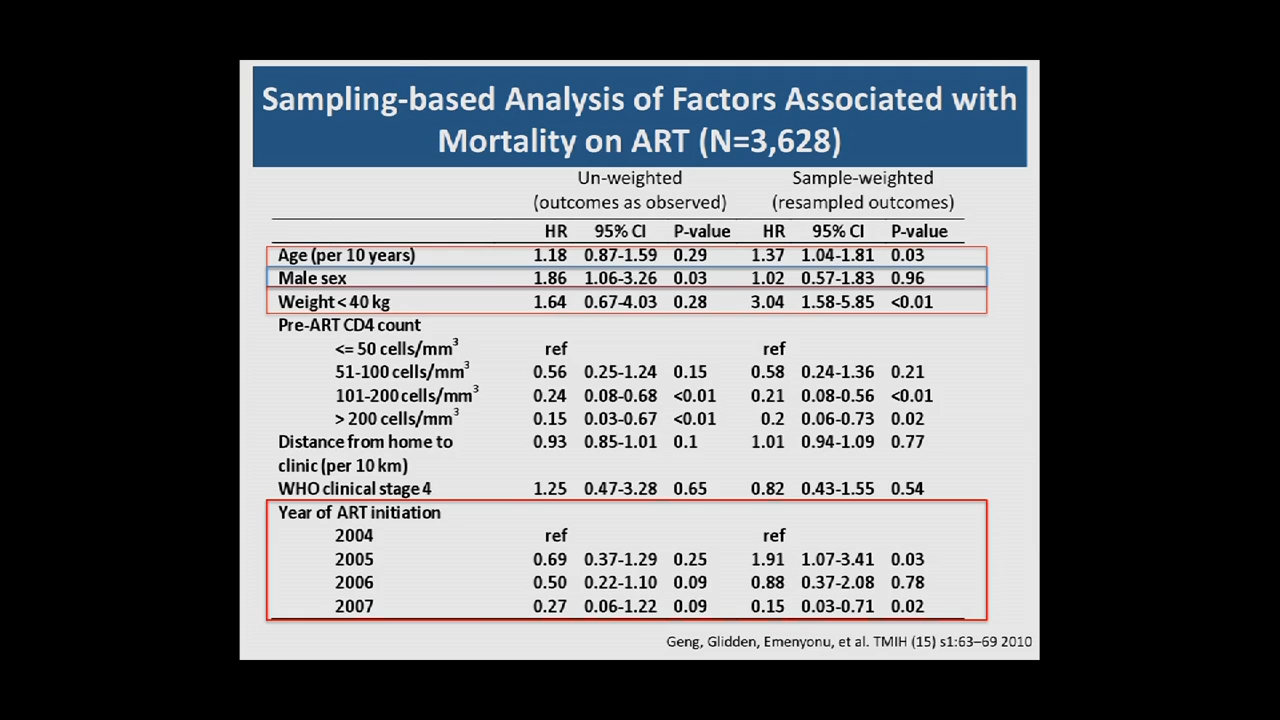 Sampling-based Analysis of Factors Associated with
Mortality on ART (N=3,628)
Un-weighted Sample-weighted
(outcomes as observed) (resampled outcomes)
HR 95% CI P-value HR 95% CI P-value
Age (per 10 years) 1.18 0.87-1.59 0.29 1.37 1.04-1.81 0.03
Male sex 1.86 1.06-3.26 0.03 1.02 0.57-1.83 0.96
Weight < 40 kg 1.64 0.67-4.03 0.28 3.04 1.58-5.85 <0.01
Pre-ART CD4 count
<= 50 cells/mm³ ref ref
51-100 cells/mm³ 0.56 0.25-1.24 0.15 0.58 0.24-1.36 0.21
101-200 cells/mm³ 0.24 0.08-0.68 <0.01 0.21 0.08-0.56 <0.01
> 200 cells/mm³ 0.15 0.03-0.67 <0.01 0.2 0.06-0.73 0.02
Distance from home to 0.93 0.85-1.01 0.1 1.01 0.94-1.09 0.77
clinic (per 10 km)
WHO clinical stage 4 1.25 0.47-3.28 0.65 0.82 0.43-1.55 0.54
Year of ART initiation
2004 ref ref
2005 0.69 0.37-1.29 0.25 1.91 1.07-3.41 0.03
2006 0.50 0.22-1.10 0.09 0.88 0.37-2.08 0.78
2007 0.27 0.06-1.22 0.09 0.15 0.03-0.71 0.02
Geng, Glidden, Emenyonu, et al. TMIH (15) s1:63–69 2010